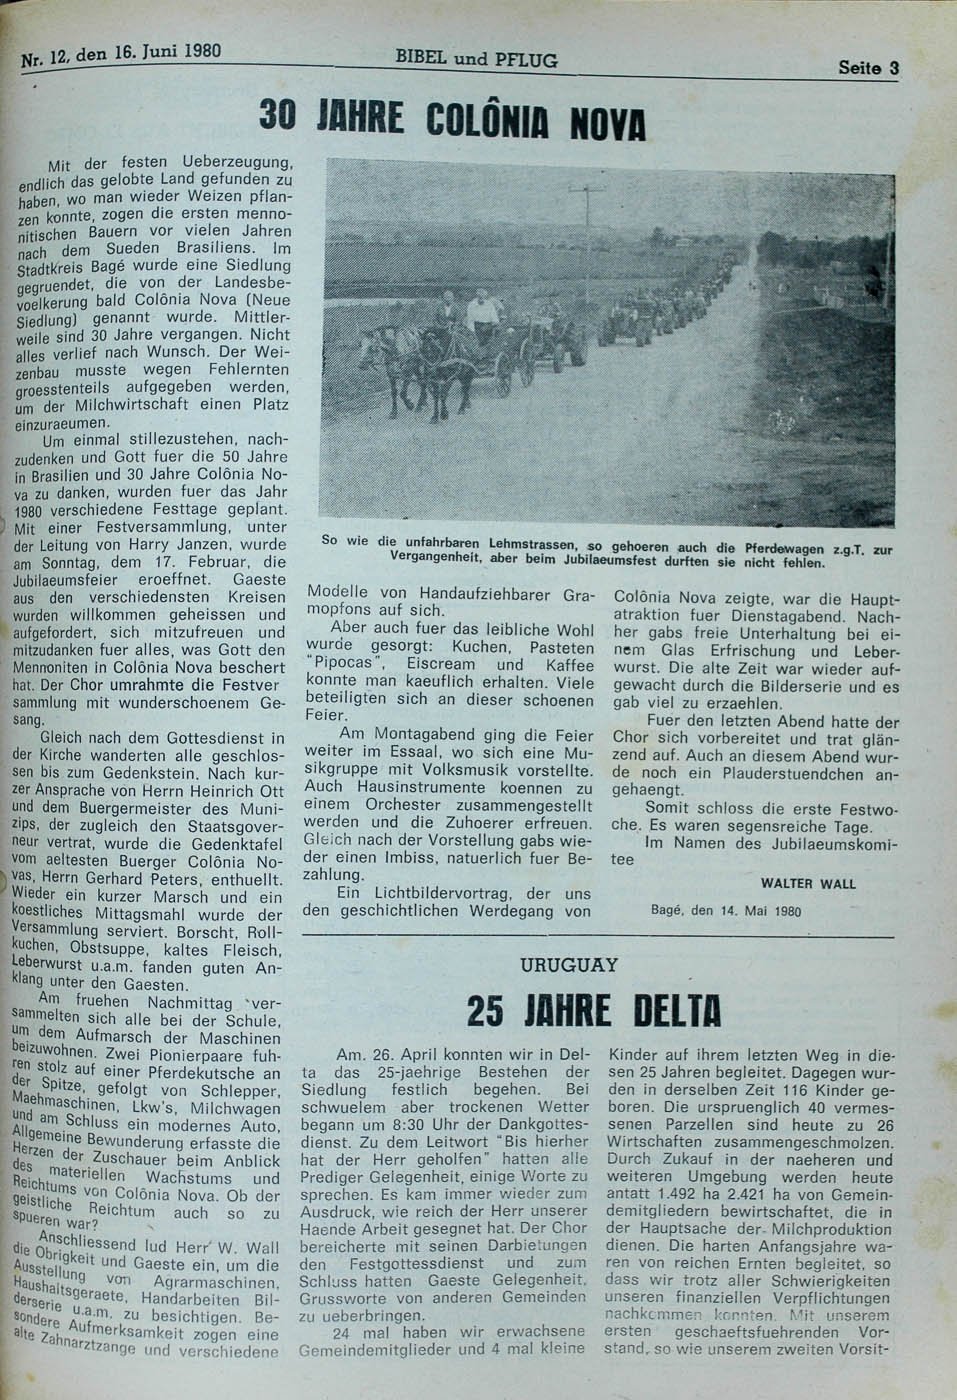 Nr. 12, den 16. Juni 1980
BIBEL und PFLUG
Seite 3
30 JAHRE COLÔNIA NOVA
Mit der festen Ueberzeugung,
endlich das gelobte Land gefunden zu
haben, wo man wieder Weizen pflan-
zen konnte, zogen die ersten menno-
nitischen Bauern vor vielen Jahren
nach dem Sueden Brasiliens. Im
Stadtkreis Bagé wurde eine Siedlung
gegruendet, die von der Landesbe-
voelkerung bald Colônia Nova (Neue
Siedlung) genannt wurde. Mittler-
weile sind 30 Jahre vergangen. Nicht
alles verlief nach Wunsch. Der Wei-
zenbau musste wegen Fehlernten
groesstenteils aufgegeben werden,
um der Milchwirtschaft einen Platz
einzuraeumen.
Um einmal stillezustehen, nach-
zudenken und Gott fuer die 50 Jahre
in Brasilien und 30 Jahre Colônia No-
va zu danken, wurden fuer das Jahr
1980 verschiedene Festtage geplant.
Mit einer Festversammlung, unter
der Leitung von Harry Janzen, wurde
am Sonntag, dem 17. Februar, die
Jubilaeumsfeier eroeffnet. Gaeste
aus den verschiedensten Kreisen
wurden willkommen geheissen und
aufgefordert, sich mitzufreuen und
mitzudanken fuer alles, was Gott den
Mennoniten in Colônia Nova beschert
hat. Der Chor umrahmte die Festver
sammlung mit wunderschoenem Ge-
sang.
Gleich nach dem Gottesdienst in
der Kirche wanderten alle geschlos-
sen bis zum Gedenkstein. Nach kur-
zer Ansprache von Herrn Heinrich Ott
und dem Buergermeister des Muni-
zips, der zugleich den Staatsgover-
neur vertrat, wurde die Gedenktafel
vom aeltesten Buerger Colônia No-
vas, Herrn Gerhard Peters, enthuellt.
Wieder ein kurzer Marsch und ein
koestliches Mittagsmahl wurde der
Versammlung serviert. Borscht, Roll-
kuchen, Obstsuppe, kaltes Fleisch,
Leberwurst u.a.m. fanden guten An-
klang unter den Gaesten.
Am fruehen Nachmittag ver-
sammelten sich alle bei der Schule,
um dem Aufmarsch der Maschinen
beizuwohnen. Zwei Pionierpaare fuh-
ren stolz auf einer Pferdekutsche an
der Spitze, gefolgt von Schlepper,
Maehmaschinen, Lkw's, Milchwagen
und am Schluss ein modernes Auto,
Allgemeine Bewunderung erfasste die
Herzen der Zuschauer beim Anblick
des materiellen Wachstums und
Reichtums von Colônia Nova. Ob der
geistliche Reichtum auch so zu
spueren war?
Anschliessend lud Herr W. Wall
die Obrigkeit und Gaeste ein, um die
Ausstellung von Agrarmaschinen,
Haushaltsgeraete, Handarbeiten Bil-
derserie u.a.m. zu besichtigen. Be-
sondere Aufmerksamkeit zogen eine
alte Zahnarztzange und verschiedene
So wie die unfahrbaren Lehmstrassen, so gehoeren auch die Pferdewagen z.g.T. zur
Vergangenheit, aber beim Jubilaeumsfest durften sie nicht fehlen.
Modelle von Handaufziehbarer Gra-
mopfons auf sich.
Aber auch fuer das leibliche Wohl
wurde gesorgt: Kuchen, Pasteten
"Pipocas", Eiscream und Kaffee
konnte man kaeuflich erhalten. Viele
beteiligten sich an dieser schoenen
Feier.
Am Montagabend ging die Feier
weiter im Essaal, wo sich eine Mu-
sikgruppe mit Volksmusik vorstellte.
Auch Hausinstrumente koennen zu
einem Orchester zusammengestellt
werden und die Zuhoerer erfreuen.
Gleich nach der Vorstellung gabs wie-
der einen Imbiss, natuerlich fuer Be-
zahlung.
Ein Lichtbildervortrag, der uns
den geschichtlichen Werdegang von
Colônia Nova zeigte, war die Haupt-
atraktion fuer Dienstagabend. Nach-
her gabs freie Unterhaltung bei ei-
nem Glas Erfrischung und Leber-
wurst. Die alte Zeit war wieder auf-
gewacht durch die Bilderserie und es
gab viel zu erzaehlen.
Fuer den letzten Abend hatte der
Chor sich vorbereitet und trat glän-
zend auf. Auch an diesem Abend wur-
de noch ein Plauderstuendchen an-
gehaengt.
Somit schloss die erste Festwo-
che. Es waren segensreiche Tage.
Im Namen des Jubilaeumskomi-
tee
WALTER WALL
Bagé, den 14. Mai 1980
URUGUAY
25 JAHRE DELTA
Am. 26. April konnten wir in Del-
ta das 25-jaehrige Bestehen der
Siedlung festlich begehen. Bei
schwuelem aber trockenen Wetter
begann um 8:30 Uhr der Dankgottes-
dienst. Zu dem Leitwort "Bis hierher
hat der Herr geholfen" hatten alle
Prediger Gelegenheit, einige Worte zu
sprechen. Es kam immer wieder zum
Ausdruck, wie reich der Herr unserer
Haende Arbeit gesegnet hat. Der Chor
bereicherte mit seinen Darbietungen
den Festgottessdienst und zum
Schluss hatten Gaeste Gelegenheit,
Grussworte von anderen Gemeinden
zu ueberbringen.
24 mal haben wir erwachsene
Gemeindemitglieder und 4 mal kleine
Kinder auf ihrem letzten Weg in die-
sen 25 Jahren begleitet. Dagegen wur-
den in derselben Zeit 116 Kinder ge-
boren. Die urspruenglich 40 vermes-
senen Parzellen sind heute zu 26
Wirtschaften zusammengeschmolzen.
Durch Zukauf in der naeheren und
weiteren Umgebung werden heute
antatt 1.492 ha 2.421 ha von Gemein-
demitgliedern bewirtschaftet, die in
der Hauptsache der Milchproduktion
dienen. Die harten Anfangsjahre wa-
ren von reichen Ernten begleitet, so
dass wir trotz aller Schwierigkeiten
unseren finanziellen Verpflichtungen
nachkommen konnten. Mit unserem
ersten geschaeftsfuehrenden Vor-
stand, so wie unserem zweiten Vorsit-